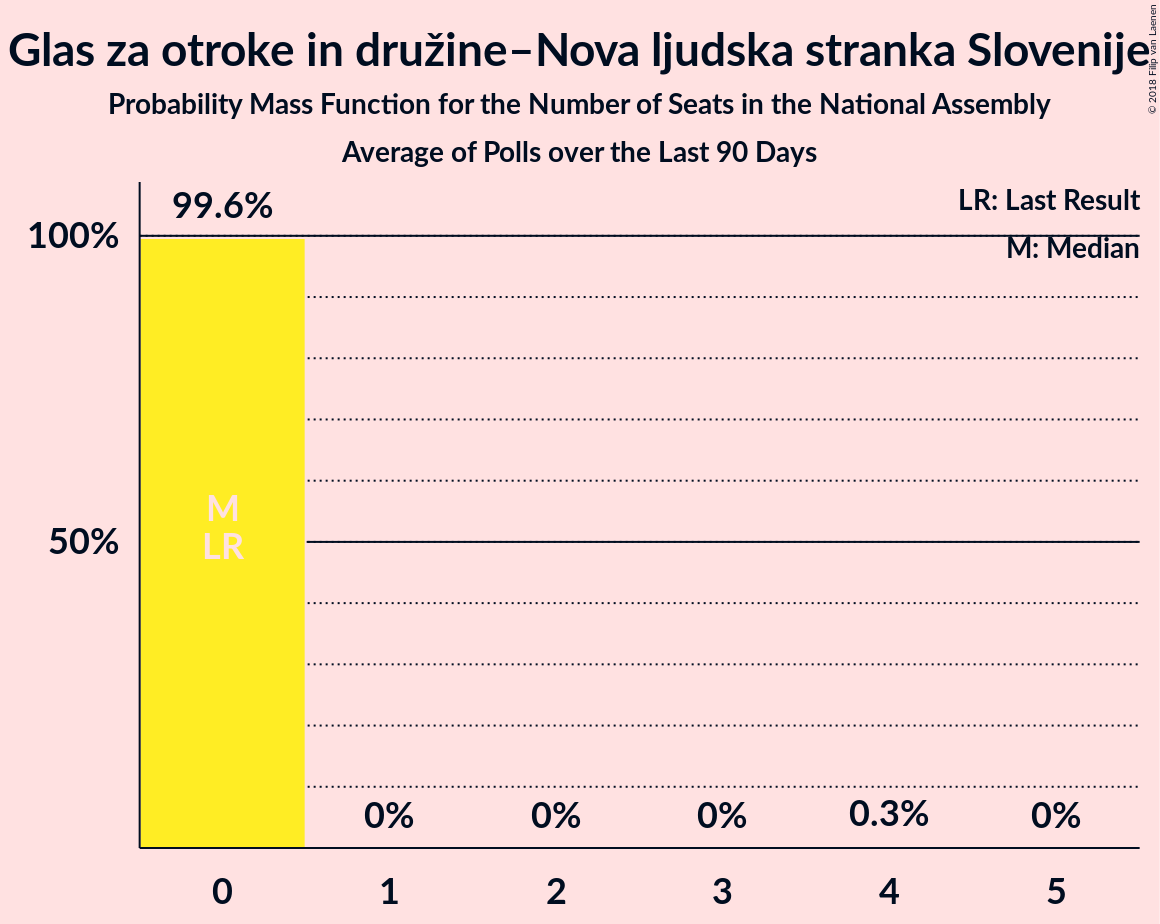 Glas za otroke in družine–Nova ljudska stranka Slovenije
Probability Mass Function for the Number of Seats in the National Assembly
Average of Polls over the Last 90 Days
© 2018 Filip van Laenen
LR: Last Result
M: Median
99.6%
100%
50%
M
LR
0%
0%
0%
0.3%
0%
0
1
2
3
4
5